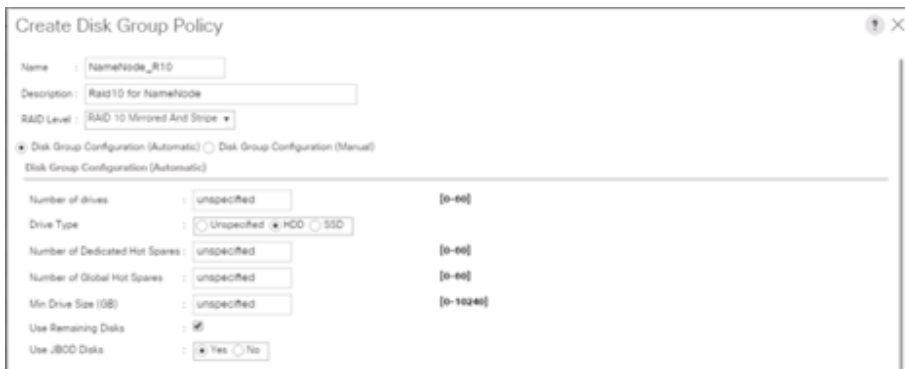 Create Disk Group Policy
?
Name : NameNode_R10
Description : Raid10 for NameNode
RAID Level : RAID 10 Mirrored And Stripe
Disk Group Configuration (Automatic) Disk Group Configuration (Manual)
Disk Group Configuration (Automatic)
Number of drives : unspecified [0-60]
Drive Type : Unspecified HDD SSD
Number of Dedicated Hot Spares : unspecified [0-60]
Number of Global Hot Spares : unspecified [0-60]
Min Drive Size (GB) : unspecified [0-10240]
Use Remaining Disks :
Use JBOD Disks : Yes No